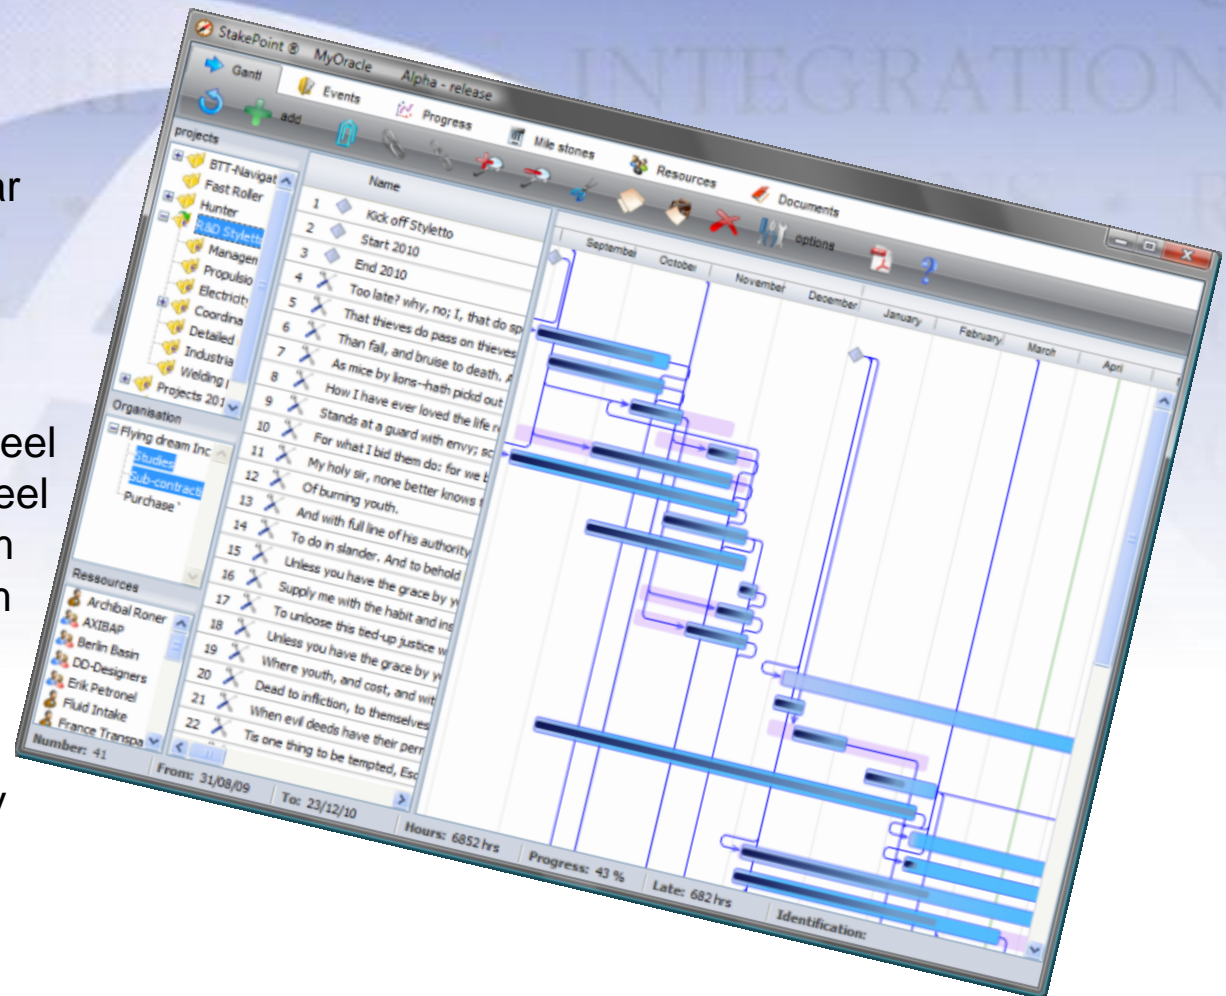 INTEGRATION
StakePoint ® MyOracle Alpha - release
Gantt Events Progress Mile stones Resources Documents
add options
projects
BTT-Navigat
Fast Roller
Hunter
R&D Styletto
Managen
Propulsio
Electricity
Coordina
Detailed
Industria
Welding
Projects 201
Organisation
Flying dream Inc
Studies
Sub-contracti
Purchase
Ressources
Archibal Roner
AXIBAP
Berlin Basin
DD-Designers
Erik Petronel
Fluid Intake
France Transpa
Name
1 Kick off Styletto
2 Start 2010
3 End 2010
4 Too late? why, no; I, that do sp
5 That thieves do pass on thieves
6 Than fall, and bruise to death. A
7 As mice by lions--hath pickd out
8 How I have ever loved the life r
9 Stands at a guard with envy; sc
10 For what I bid them do: for we b
11 My holy sir, none better knows
12 Of burning youth.
13 And with full line of his authority
14 To do in slander. And to behold
15 Unless you have the grace by y
16 Supply me with the habit and ins
17 To unloose this tied-up justice w
18 Unless you have the grace by y
19 Where youth, and cost, and wit
20 Dead to infliction, to themselves
21 When evil deeds have their perr
22 Tis one thing to be tempted, Esc
September October November December January February March April
Number: 41 From: 31/08/09 To: 23/12/10 Hours: 6852 hrs Progress: 43 % Late: 682 hrs Identification:
ar
eel
eel
n
n
y